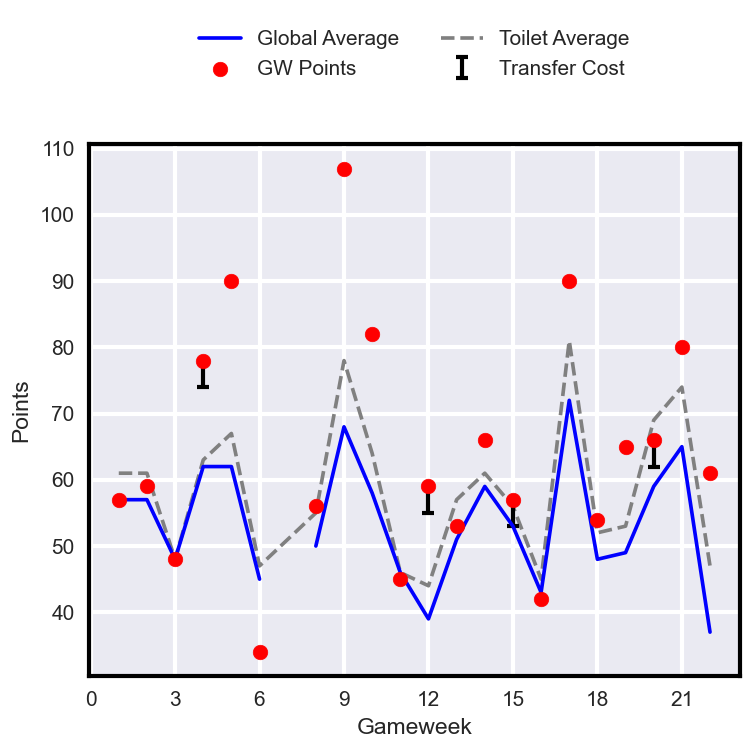 Global Average
Toilet Average
GW Points
Transfer Cost
110
100
90
80
70
60
50
40
Points
0 3 6 9 12 15 18 21
Gameweek